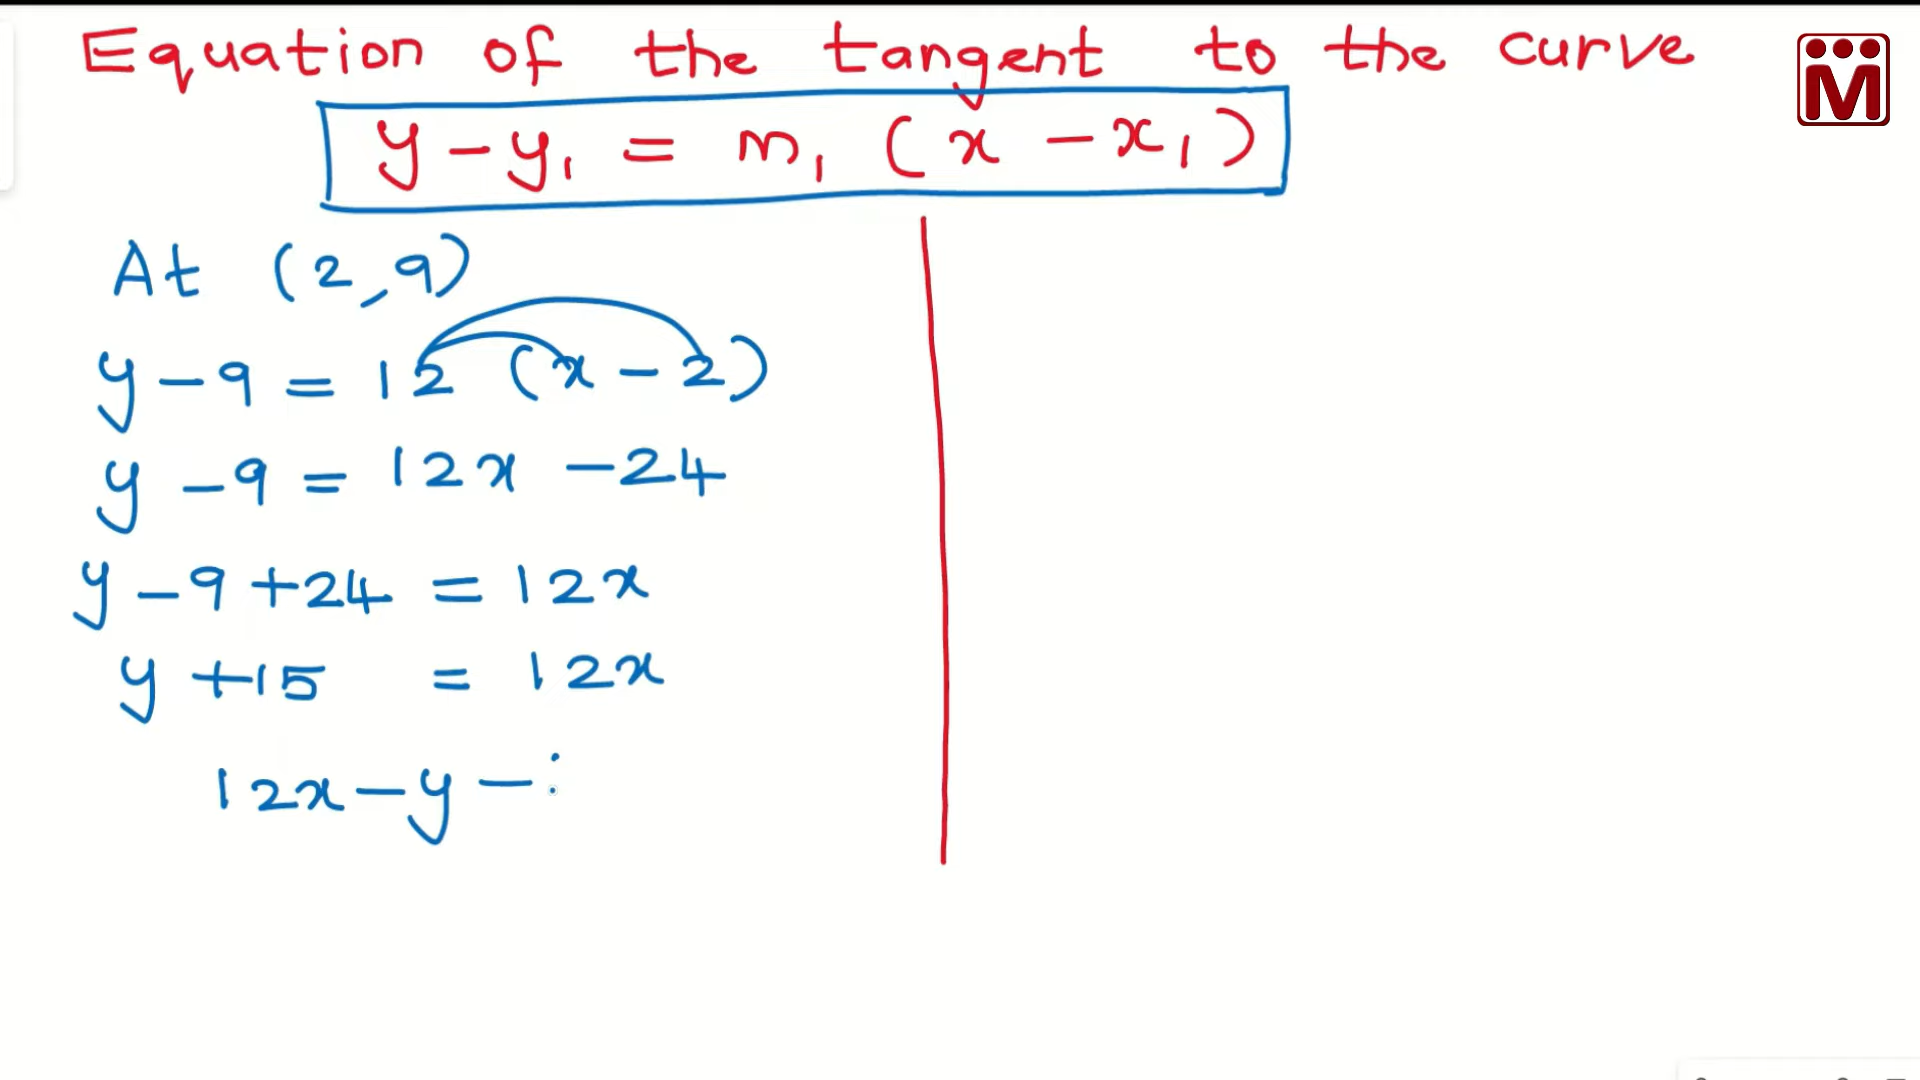 Equation of the tangent to the curve
y - y₁ = m₁ (x - x₁)
At (2, 9)
y - 9 = 12 (x - 2)
y - 9 = 12x - 24
y - 9 + 24 = 12x
y + 15 = 12x
12x - y -
M